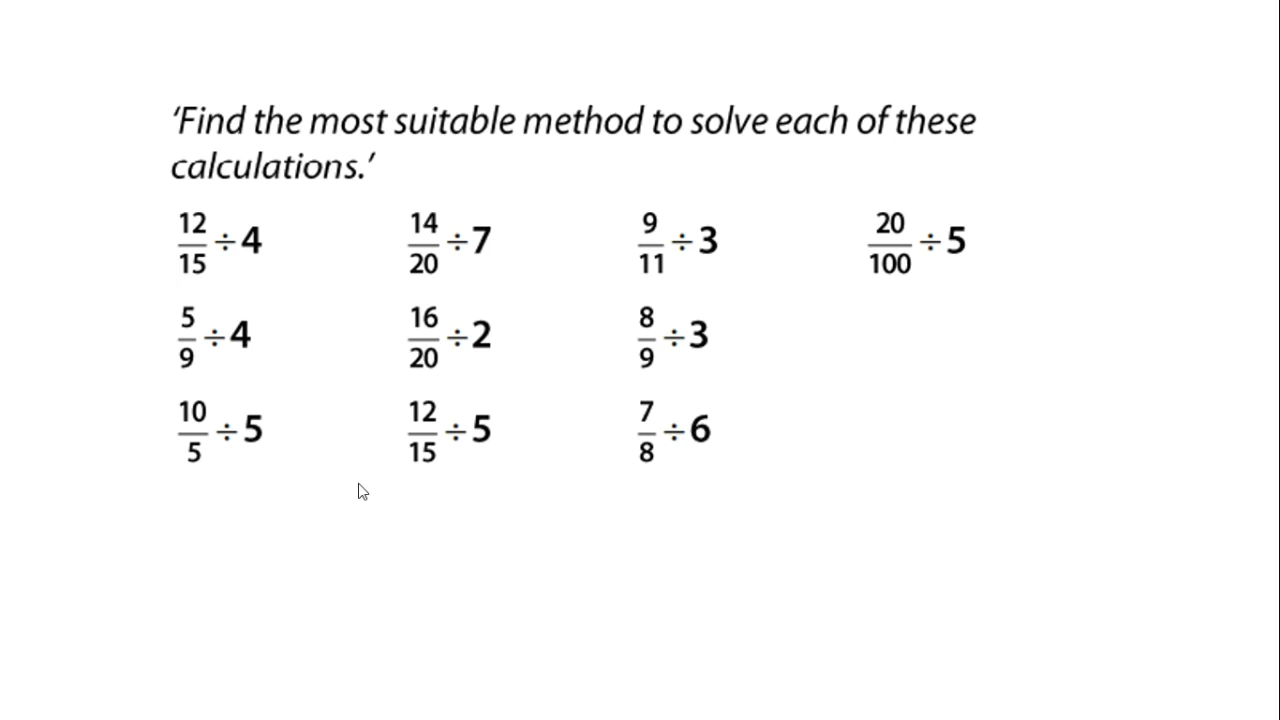 ‘Find the most suitable method to solve each of these
calculations.’
12/15 ÷ 4 14/20 ÷ 7 9/11 ÷ 3 20/100 ÷ 5
5/9 ÷ 4 16/20 ÷ 2 8/9 ÷ 3
10/5 ÷ 5 12/15 ÷ 5 7/8 ÷ 6